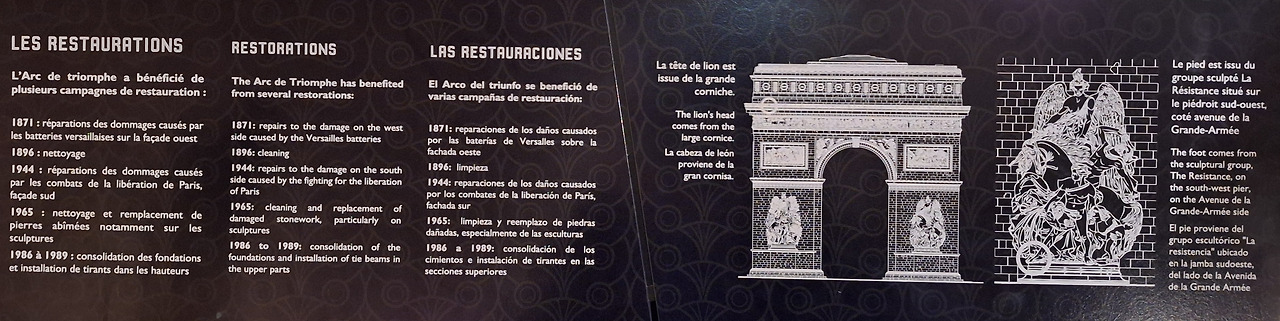 LES RESTAURATIONS
L'Arc de triomphe a bénéficié de
plusieurs campagnes de restauration :
1871 : réparations des dommages causés par
les batteries versaillaises sur la façade ouest
1896 : nettoyage
1944 : réparations des dommages causés
par les combats de la libération de Paris,
façade sud
1965 : nettoyage et remplacement de
pierres abîmées notamment sur les
sculptures
1986 à 1989 : consolidation des fondations
et installation de tirants dans les hauteurs
RESTORATIONS
The Arc de Triomphe has benefited
from several restorations:
1871: repairs to the damage on the west
side caused by the Versailles batteries
1896: cleaning
1944: repairs to the damage on the south
side caused by the fighting for the liberation
of Paris
1965: cleaning and replacement of
damaged stonework, particularly on
sculptures
1986 to 1989: consolidation of the
foundations and installation of tie beams in
the upper parts
LAS RESTAURACIONES
El Arco del triunfo se benefició de
varias campañas de restauración:
1871: reparaciones de los daños causados
por las baterías de Versalles sobre la
fachada oeste
1896: limpieza
1944: reparaciones de los daños causados
por los combates de la liberación de París,
fachada sur
1965: limpieza y reemplazo de piedras
dañadas, especialmente de las esculturas
1986 a 1989: consolidación de los
cimientos e instalación de tirantes en las
secciones superiores
La tête de lion est
issue de la grande
corniche.
The lion's head
comes from the
large cornice.
La cabeza de león
proviene de la
gran cornisa.
Le pied est issu du
groupe sculpté La
Résistance situé sur
le piédroit sud-ouest,
coté avenue de la
Grande-Armée
The foot comes from
the sculptural group,
The Resistance, on
the south-west pier,
on the Avenue de la
Grande-Armée side
El pie proviene del
grupo escultórico "La
resistencia" ubicado
en la jamba sudoeste,
del lado de la Avenida
de la Grande Armée